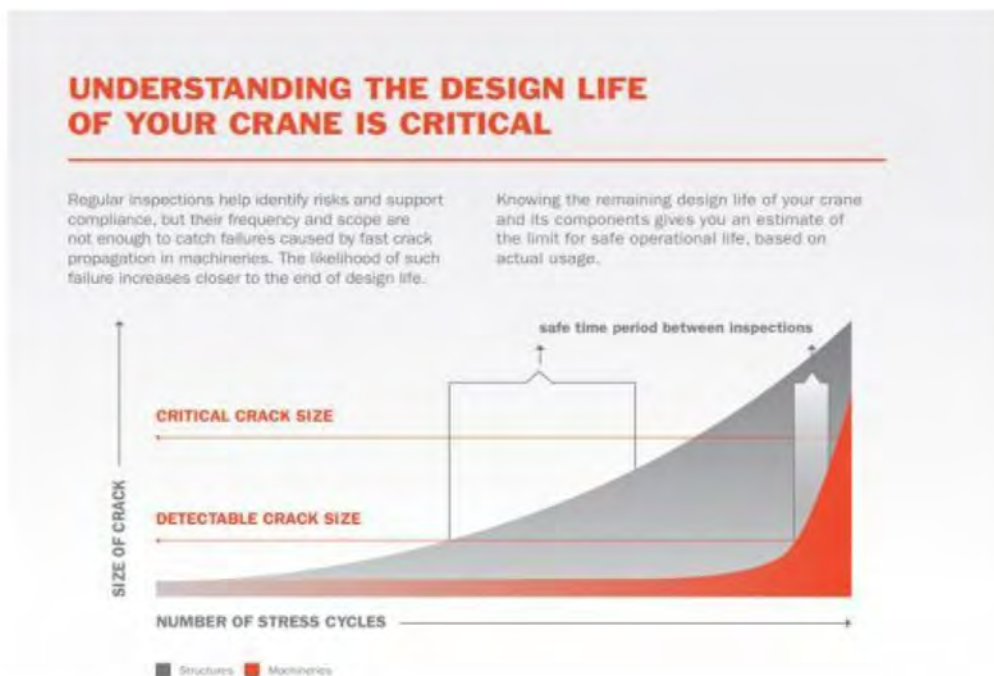 UNDERSTANDING THE DESIGN LIFE
OF YOUR CRANE IS CRITICAL
Regular inspections help identify risks and support
compliance, but their frequency and scope are
not enough to catch failures caused by fast crack
propagation in machineries. The likelihood of such
failure increases closer to the end of design life.
Knowing the remaining design life of your crane
and its components gives you an estimate of
the limit for safe operational life, based on
actual usage.
safe time period between inspections
CRITICAL CRACK SIZE
DETECTABLE CRACK SIZE
SIZE OF CRACK
NUMBER OF STRESS CYCLES
Structures
Machineries